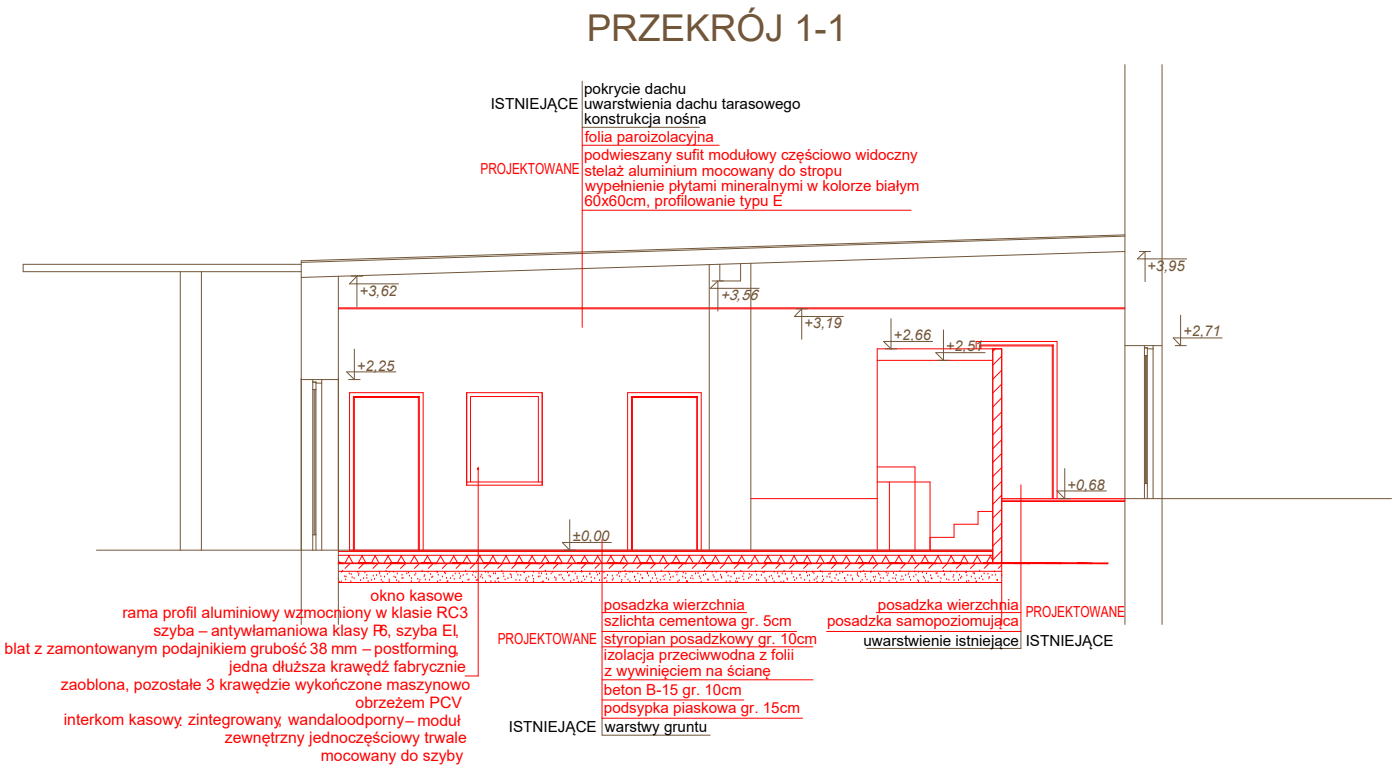 PRZEKRÓJ 1-1
ISTNIEJĄCE
pokrycie dachu
uwarstwienia dachu tarasowego
konstrukcja nośna
folia paroizolacyjna
PROJEKTOWANE
podwieszany sufit modułowy częściowo widoczny
stelaż aluminium mocowany do stropu
wypełnienie płytami mineralnymi w kolorze białym
60x60cm, profilowanie typu E
+3,95
+3,62
+3,56
+3,19
+2,66
+2,51
+2,71
+2,25
+0,68
±0,00
okno kasowe
rama profil aluminiowy wzmocniony w klasie RC3
szyba – antywłamaniowa klasy P6, szyba EI,
blat z zamontowanym podajnikiem grubość 38 mm – postforming,
jedna dłuższa krawędź fabrycznie
zaoblona, pozostałe 3 krawędzie wykończone maszynowo
obrzeżem PCV
interkom kasowy, zintegrowany, wandaloodporny – moduł
zewnętrzny jednoczęściowy trwale
mocowany do szyby
PROJEKTOWANE
posadzka wierzchnia
szlichta cementowa gr. 5cm
styropian posadzkowy gr. 10cm
izolacja przeciwwodna z folii
z wywinięciem na ścianę
beton B-15 gr. 10cm
podsypka piaskowa gr. 15cm
ISTNIEJĄCE
warstwy gruntu
posadzka wierzchnia
posadzka samopoziomująca
PROJEKTOWANE
uwarstwienie istniejące
ISTNIEJĄCE